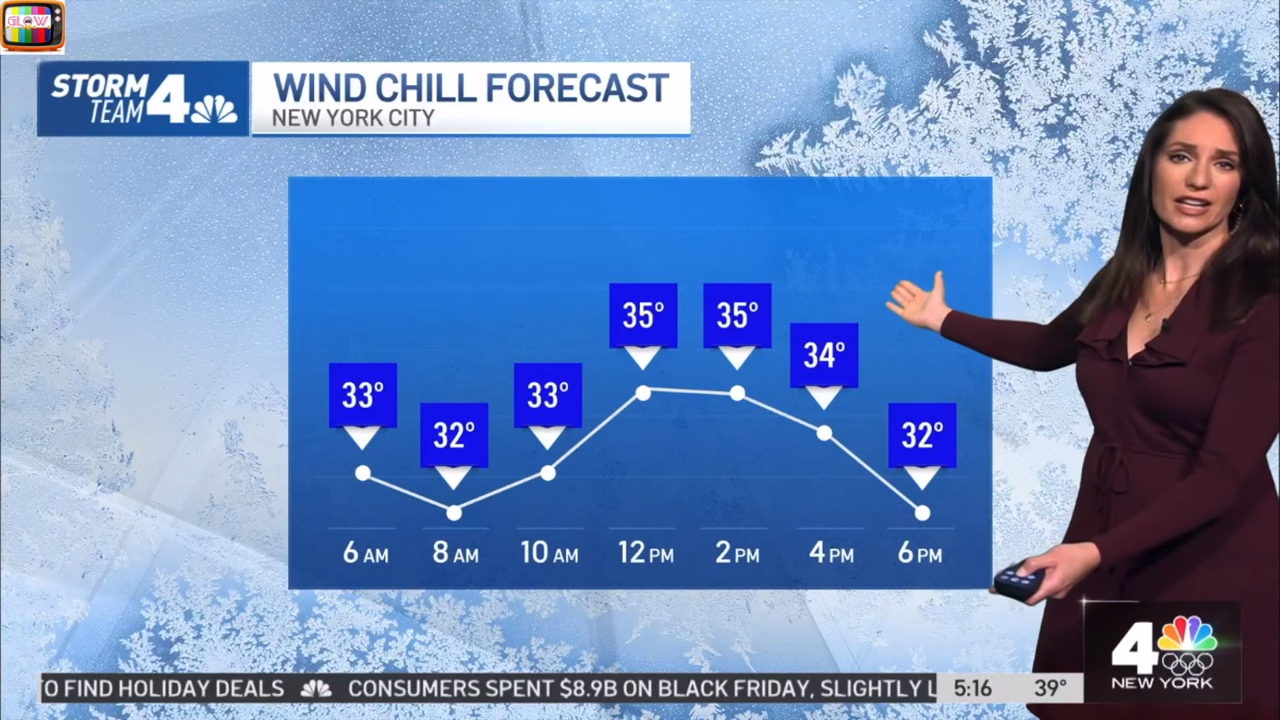 GLOW
STORM
TEAM 4
WIND CHILL FORECAST
NEW YORK CITY
33° 32° 33° 35° 35° 34° 32°
6 AM 8 AM 10 AM 12 PM 2 PM 4 PM 6 PM
4
NEW YORK
O FIND HOLIDAY DEALS CONSUMERS SPENT $8.9B ON BLACK FRIDAY, SLIGHTLY L 5:16 39°